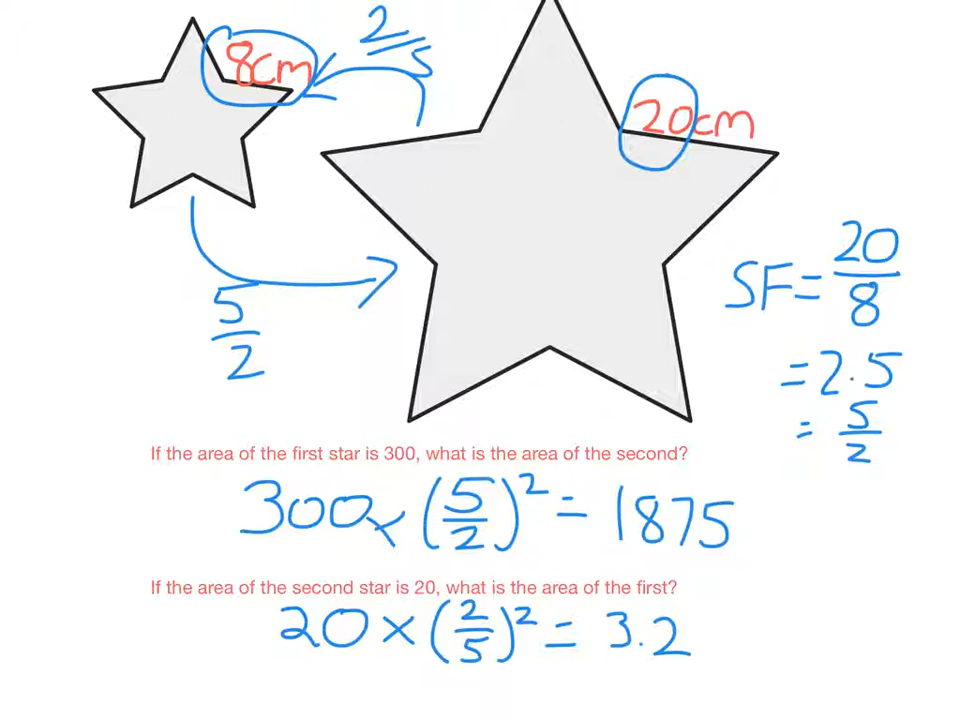 2/5
8cm
20cm
5/2
SF = 20/8
= 2.5
= 5/2
If the area of the first star is 300, what is the area of the second?
300 × (5/2)² = 1875
If the area of the second star is 20, what is the area of the first?
20 × (2/5)² = 3.2